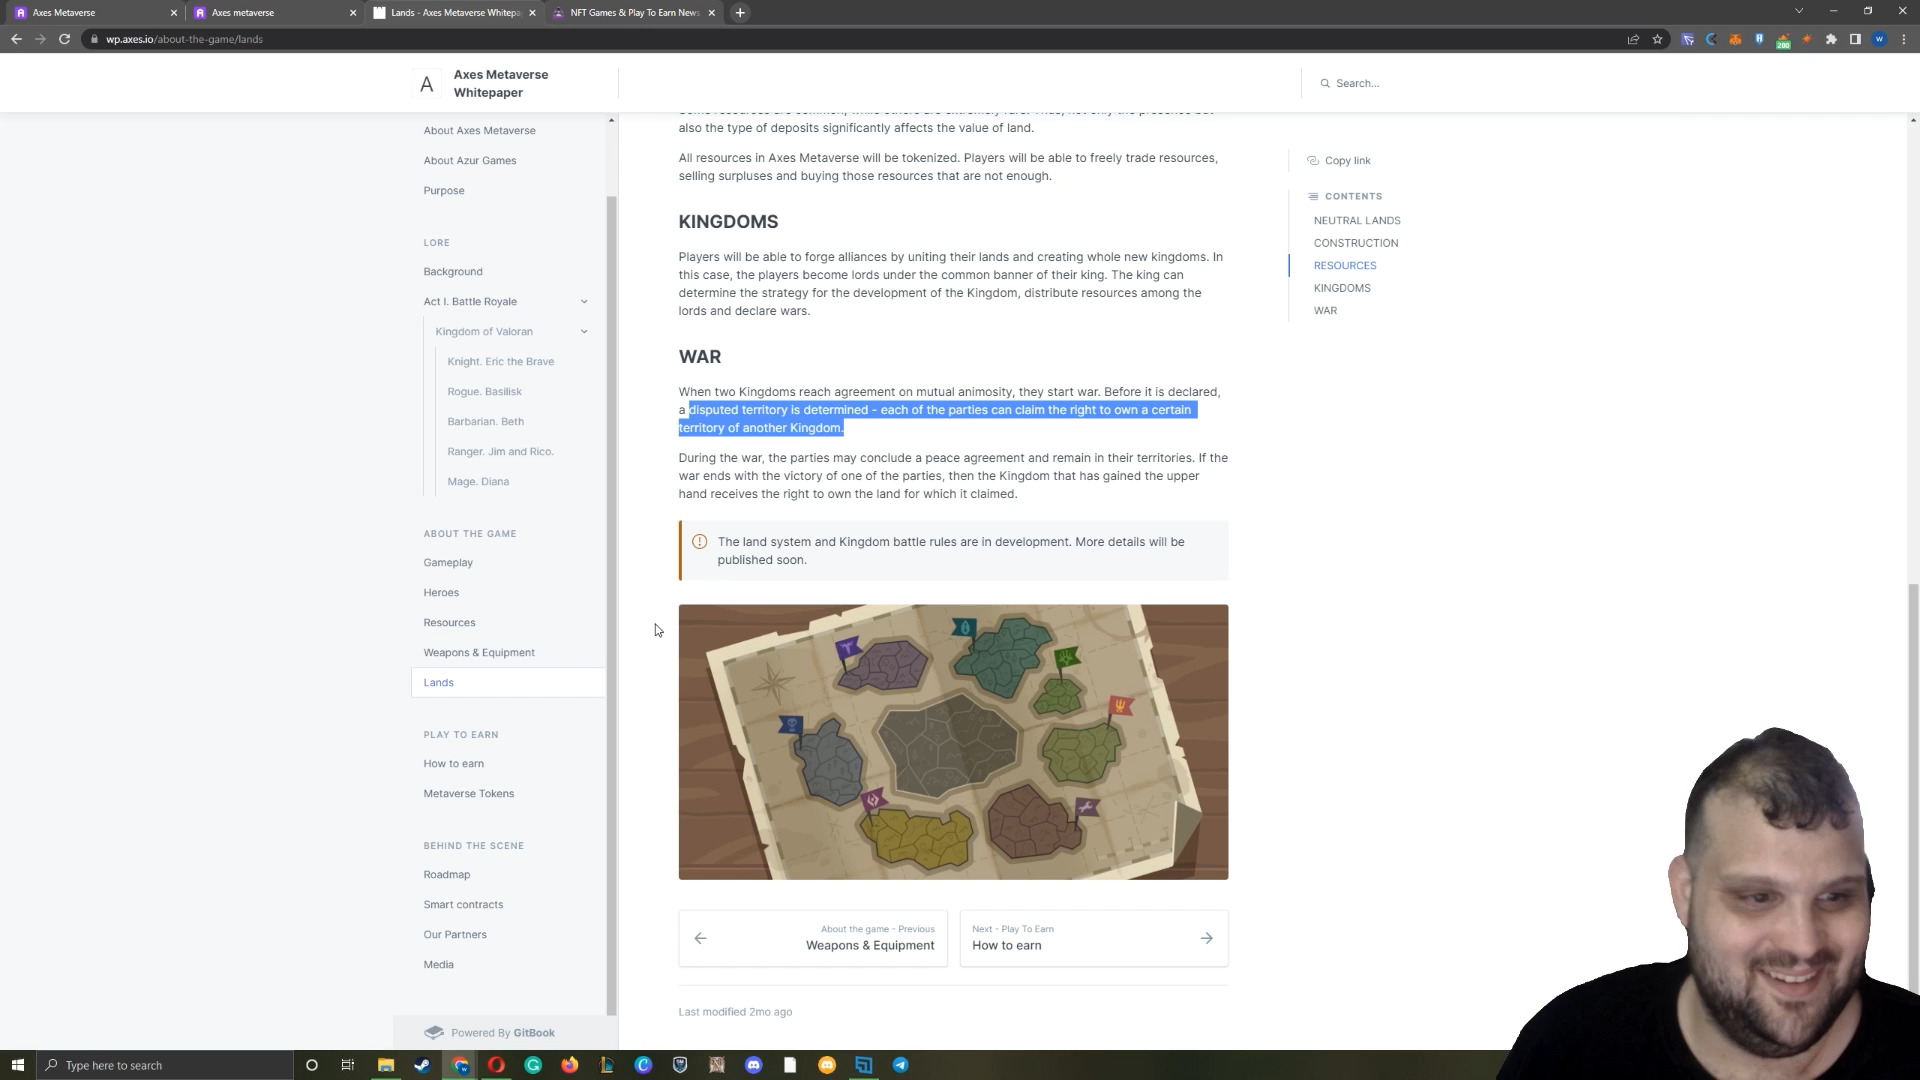 Axes Metaverse
Axes metaverse
Lands - Axes Metaverse Whitepa
NFT Games & Play To Earn News
wp.axes.io/about-the-game/lands
200
W
A
Axes Metaverse
Whitepaper
Search...
About Axes Metaverse
About Azur Games
Purpose
LORE
Background
Act I. Battle Royale
Kingdom of Valoran
Knight. Eric the Brave
Rogue. Basilisk
Barbarian. Beth
Ranger. Jim and Rico.
Mage. Diana
ABOUT THE GAME
Gameplay
Heroes
Resources
Weapons & Equipment
Lands
PLAY TO EARN
How to earn
Metaverse Tokens
BEHIND THE SCENE
Roadmap
Smart contracts
Our Partners
Media
Powered By GitBook
also the type of deposits significantly affects the value of land.
All resources in Axes Metaverse will be tokenized. Players will be able to freely trade resources,
selling surpluses and buying those resources that are not enough.
KINGDOMS
Players will be able to forge alliances by uniting their lands and creating whole new kingdoms. In
this case, the players become lords under the common banner of their king. The king can
determine the strategy for the development of the Kingdom, distribute resources among the
lords and declare wars.
WAR
When two Kingdoms reach agreement on mutual animosity, they start war. Before it is declared,
a disputed territory is determined - each of the parties can claim the right to own a certain
territory of another Kingdom.
During the war, the parties may conclude a peace agreement and remain in their territories. If the
war ends with the victory of one of the parties, then the Kingdom that has gained the upper
hand receives the right to own the land for which it claimed.
The land system and Kingdom battle rules are in development. More details will be
published soon.
About the game - Previous
Weapons & Equipment
Next - Play To Earn
How to earn
Last modified 2mo ago
Copy link
CONTENTS
NEUTRAL LANDS
CONSTRUCTION
RESOURCES
KINGDOMS
WAR
Type here to search